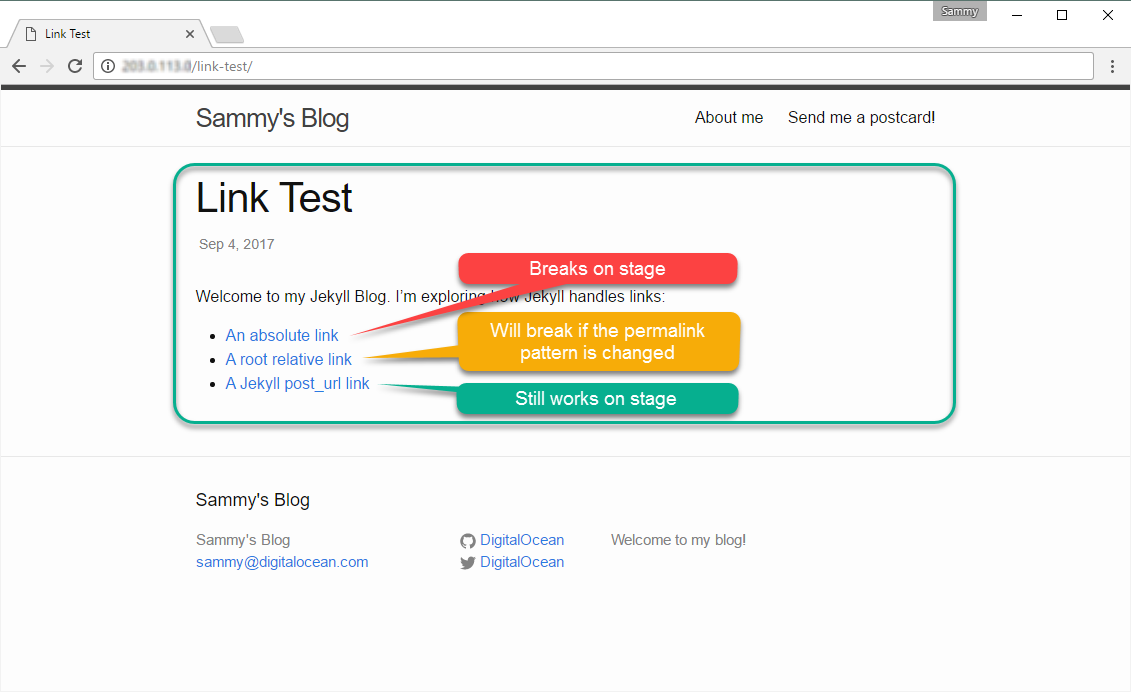 Sammy
Link Test
/link-test/
Sammy's Blog
About me
Send me a postcard!
Link Test
Sep 4, 2017
Breaks on stage
Welcome to my Jekyll Blog. I'm exploring how Jekyll handles links:
An absolute link
Will break if the permalink
pattern is changed
A root relative link
A Jekyll post_url link
Still works on stage
Sammy's Blog
Sammy's Blog
sammy@digitalocean.com
DigitalOcean
DigitalOcean
Welcome to my blog!